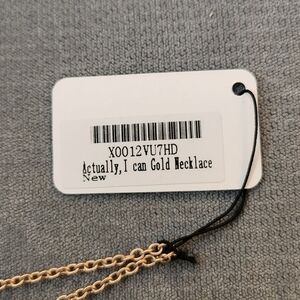 X0012VU7HD
Actually,I can Gold Necklace
New